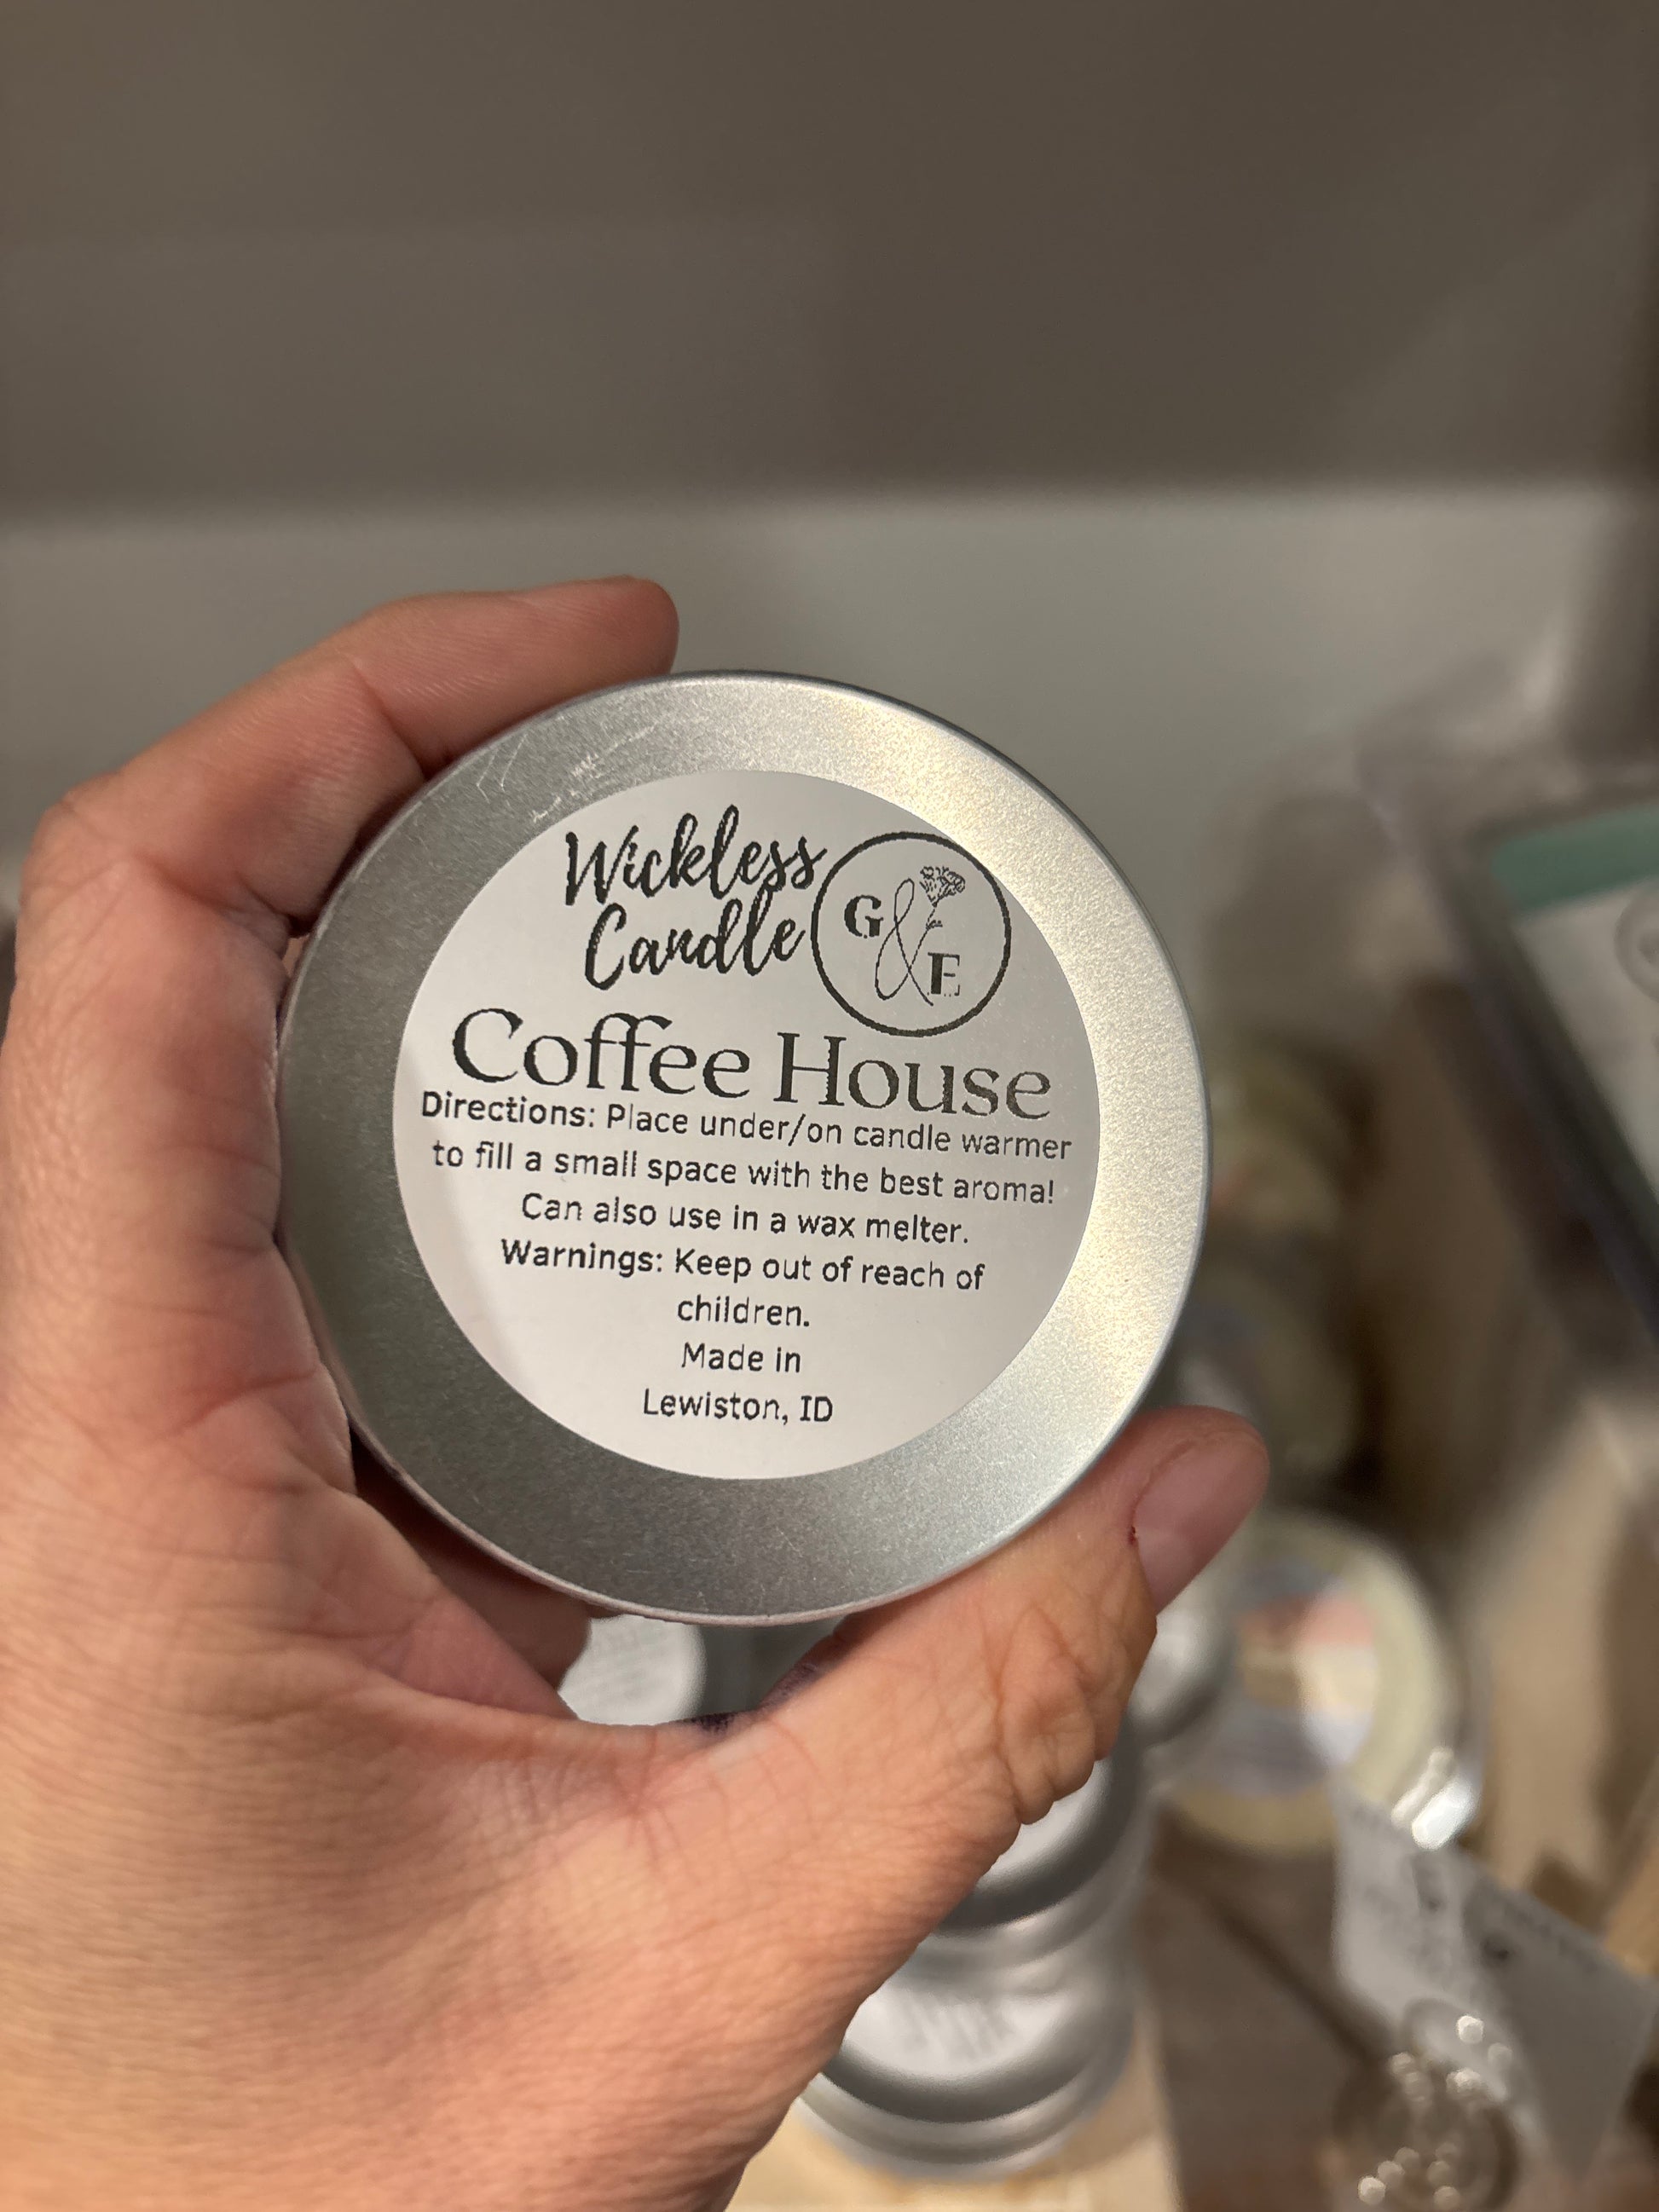 Wickless
Candle
G&E
Coffee House
Directions: Place under/on candle warmer
to fill a small space with the best aroma!
Can also use in a wax melter.
Warnings: Keep out of reach of
children.
Made in
Lewiston, ID